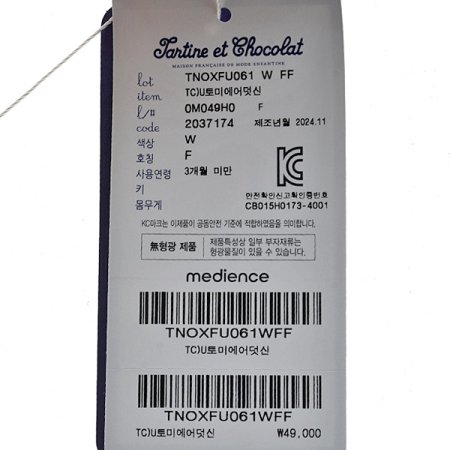 Tartine et Chocolat
MAISON FRANÇAISE DE MODE ENFANTINE
lot TNOXFU061 W FF
item TC)U토미에어덧신
l/# 0M049H0 F
code 2037174 제조년월 2024.11
색상 W
호칭 F
사용연령 3개월 미만
키
몸무게
안전확인신고확인증번호
CB015H0173-4001
KC마크는 이제품이 공동안전 기준에 적합하였음을 의미합니다.
無형광 제품 제품특성상 일부 부자재류는
형광물질이 있을 수 있습니다.
medience
TNOXFU061WFF
TC)U토미에어덧신
TNOXFU061WFF
TC)U토미에어덧신 ₩49,000